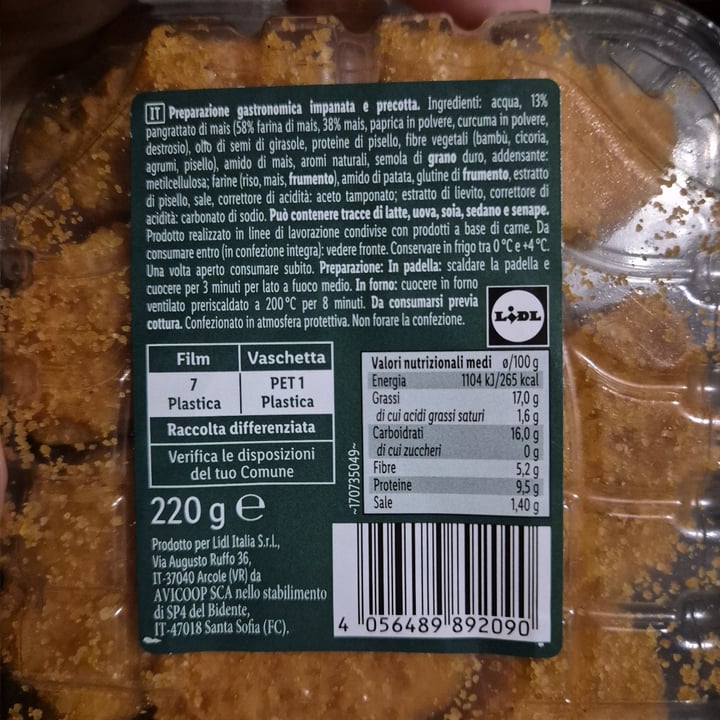 IT Preparazione gastronomica impanata e precotta. Ingredienti: acqua, 13%
pangrattato di mais (58% farina di mais, 38% mais, paprica in polvere, curcuma in polvere,
destrosio), olio di semi di girasole, proteine di pisello, fibre vegetali (bambù, cicoria,
agrumi, pisello), amido di mais, aromi naturali, semola di grano duro, addensante:
metilcellulosa; farine (riso, mais, frumento), amido di patata, glutine di frumento, estratto
di pisello, sale, correttore di acidità: aceto tamponato; estratto di lievito, correttore di
acidità: carbonato di sodio. Può contenere tracce di latte, uova, soia, sedano e senape.
Prodotto realizzato in linee di lavorazione condivise con prodotti a base di carne. Da
consumare entro (in confezione integra): vedere fronte. Conservare in frigo tra 0 °C e +4 °C.
Una volta aperto consumare subito. Preparazione: In padella: scaldare la padella e
cuocere per 3 minuti per lato a fuoco medio. In forno: cuocere in forno
ventilato preriscaldato a 200 °C per 8 minuti. Da consumarsi previa
cottura. Confezionato in atmosfera protettiva. Non forare la confezione.
LIDL
Film Vaschetta
7 PET 1
Plastica Plastica
Raccolta differenziata
Verifica le disposizioni
del tuo Comune
Valori nutrizionali medi ø/100 g
Energia 1104 kJ/265 kcal
Grassi 17,0 g
di cui acidi grassi saturi 1,6 g
Carboidrati 16,0 g
di cui zuccheri 0 g
Fibre 5,2 g
Proteine 9,5 g
Sale 1,40 g
~170735049~
220 g e
Prodotto per Lidl Italia S.r.l.,
Via Augusto Ruffo 36,
IT-37040 Arcole (VR) da
AVICOOP SCA nello stabilimento
di SP4 del Bidente,
IT-47018 Santa Sofia (FC).
4 056489 892090